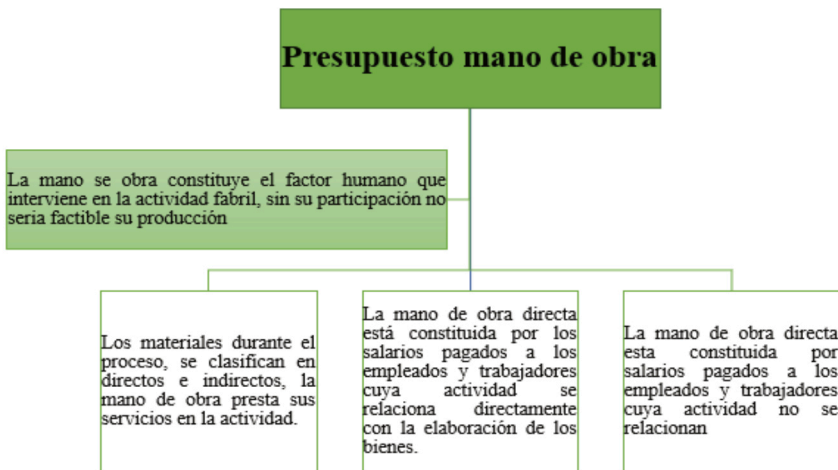 Presupuesto mano de obra
La mano se obra constituye el factor humano que
interviene en la actividad fabril, sin su participación no
seria factible su producción
Los materiales durante el
proceso, se clasifican en
directos e indirectos, la
mano de obra presta sus
servicios en la actividad.
La mano de obra directa
está constituida por los
salarios pagados a los
empleados y trabajadores
cuya actividad se
relaciona directamente
con la elaboración de los
bienes.
La mano de obra directa
esta constituida por
salarios pagados a los
empleados y trabajadores
cuya actividad no se
relacionan